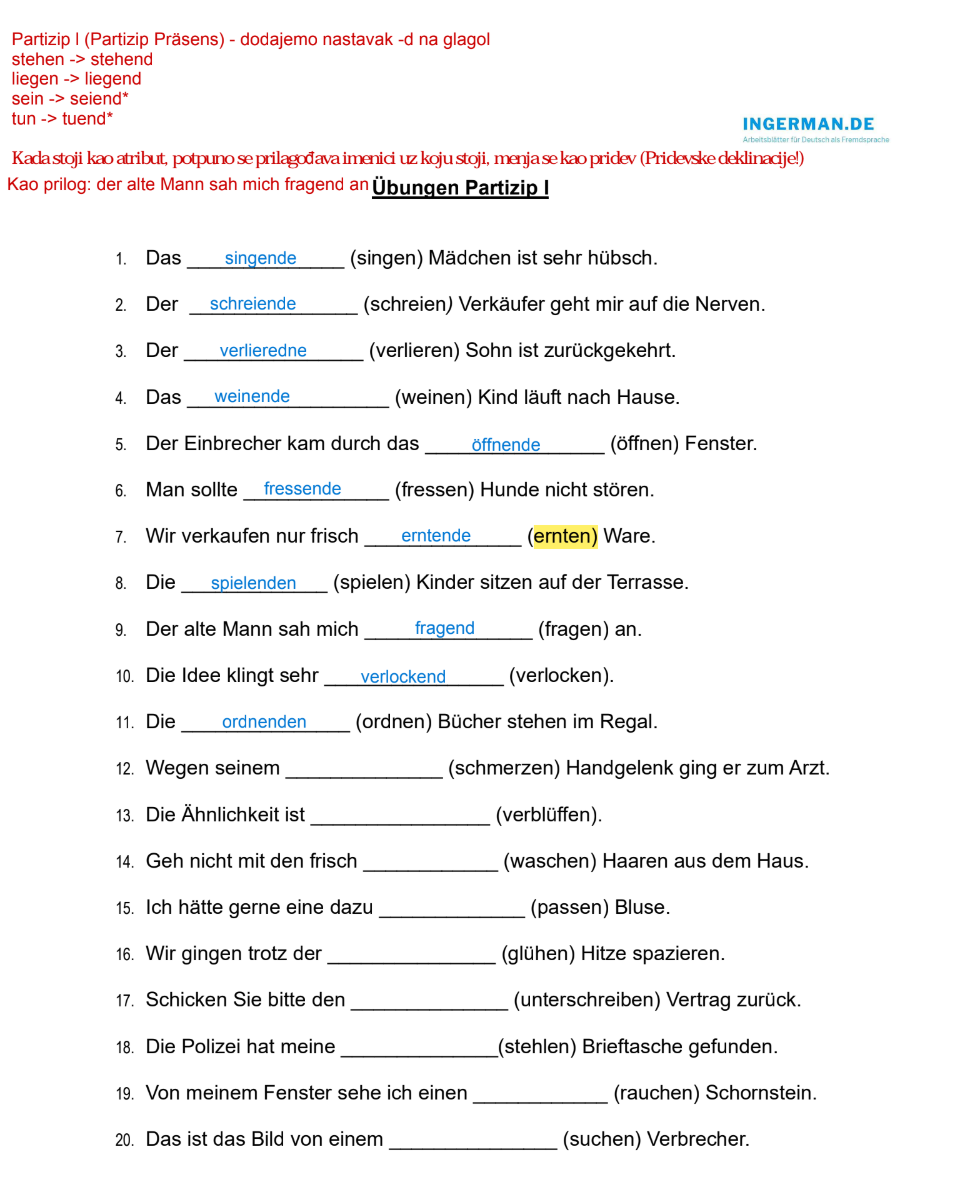 Partizip I (Partizip Präsens) - dodajemo nastavak -d na glagol
stehen -> stehend
liegen -> liegend
sein -> seiend*
tun -> tuend*
INGERMAN.DE
Arbeitsblätter für Deutsch als Fremdsprache
Kada stoji kao atribut, potpuno se prilagođava imenici uz koju stoji, menja se kao pridev (Pridevske deklinacije!)
Kao prilog: der alte Mann sah mich fragend an
Übungen Partizip I
1. Das singende (singen) Mädchen ist sehr hübsch.
2. Der schreiende (schreien) Verkäufer geht mir auf die Nerven.
3. Der verlieredne (verlieren) Sohn ist zurückgekehrt.
4. Das weinende (weinen) Kind läuft nach Hause.
5. Der Einbrecher kam durch das öffnende (öffnen) Fenster.
6. Man sollte fressende (fressen) Hunde nicht stören.
7. Wir verkaufen nur frisch erntende (ernten) Ware.
8. Die spielenden (spielen) Kinder sitzen auf der Terrasse.
9. Der alte Mann sah mich fragend (fragen) an.
10. Die Idee klingt sehr verlockend (verlocken).
11. Die ordnenden (ordnen) Bücher stehen im Regal.
12. Wegen seinem ______________ (schmerzen) Handgelenk ging er zum Arzt.
13. Die Ähnlichkeit ist ________________ (verblüffen).
14. Geh nicht mit den frisch ____________ (waschen) Haaren aus dem Haus.
15. Ich hätte gerne eine dazu _____________ (passen) Bluse.
16. Wir gingen trotz der _______________ (glühen) Hitze spazieren.
17. Schicken Sie bitte den ______________ (unterschreiben) Vertrag zurück.
18. Die Polizei hat meine ______________(stehlen) Brieftasche gefunden.
19. Von meinem Fenster sehe ich einen ____________ (rauchen) Schornstein.
20. Das ist das Bild von einem _______________ (suchen) Verbrecher.